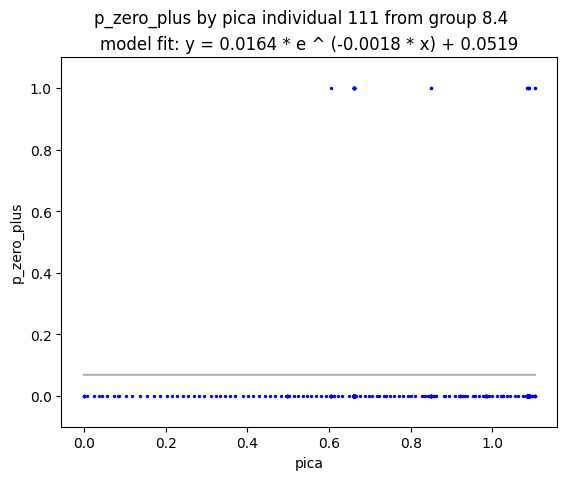 p_zero_plus by pica individual 111 from group 8.4
model fit: y = 0.0164 * e ^ (-0.0018 * x) + 0.0519
1.0
0.8
0.6
0.4
0.2
0.0
p_zero_plus
0.0 0.2 0.4 0.6 0.8 1.0
pica